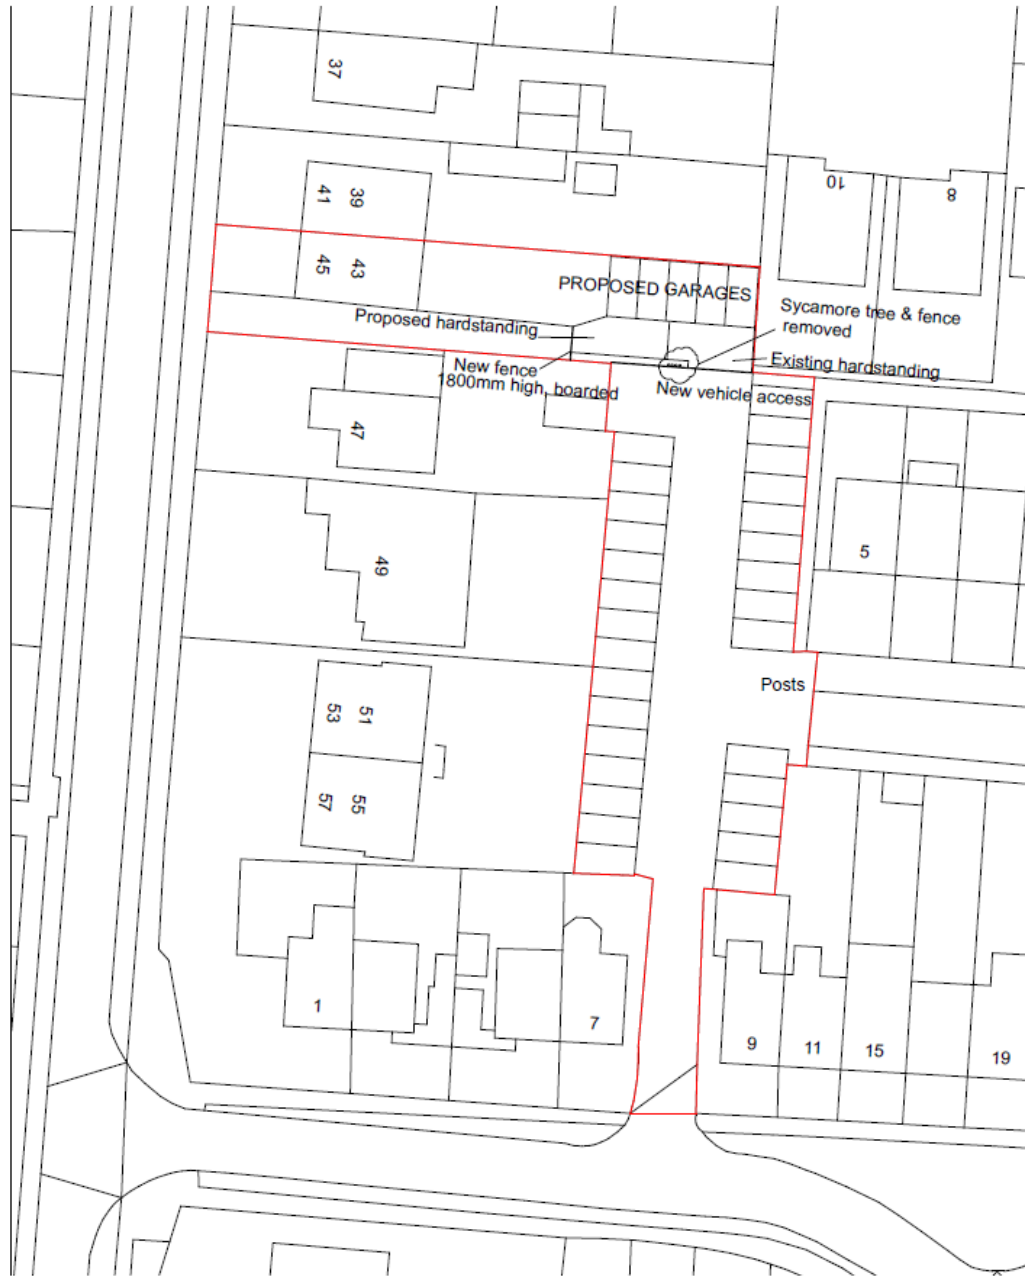 37
10
8
41 39
45 43
PROPOSED GARAGES
Sycamore tree & fence
removed
Proposed hardstanding
Existing hardstanding
New fence
1800mm high, boarded
New vehicle access
47
5
49
Posts
53 51
57 55
1
7
9
11
15
19